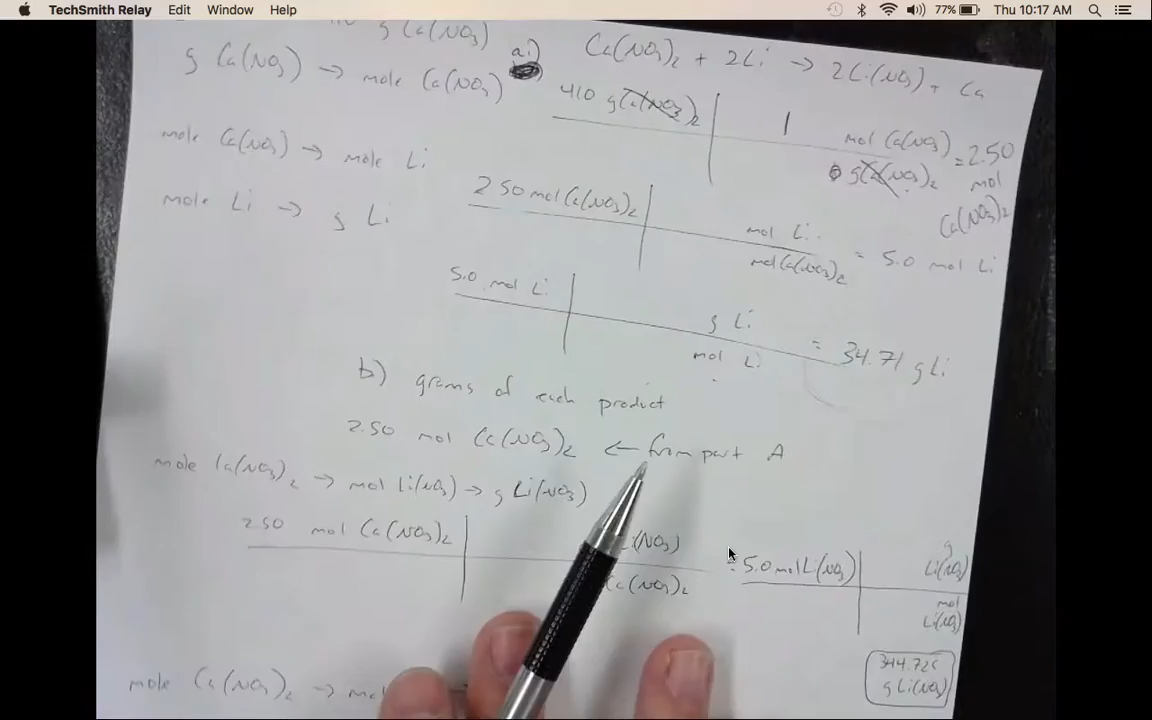 TechSmith Relay Edit Window Help 77% Thu 10:17 AM
g Ca(NO3)
a.) Ca(NO3)2 + 2Li → 2Li(NO3) + Ca
g Ca(NO3) → mole Ca(NO3)
410 g Ca(NO3)2 | 1 mol Ca(NO3) = 2.50 mol Ca(NO3)2
g Ca(NO3)2
mole Ca(NO3) → mole Li
2.50 mol Ca(NO3)2 | mol Li = 5.0 mol Li
mol Ca(NO3)2
mole Li → g Li
5.0 mol Li | g Li = 34.71 g Li
mol Li
b) grams of each product
2.50 mol Ca(NO3)2 ← from part A
mole Ca(NO3)2 → mol Li(NO3) → g Li(NO3)
2.50 mol Ca(NO3)2 | Li(NO3) = 5.0 mol Li(NO3) | g Li(NO3)
Ca(NO3)2 mol Li(NO3)
g Li(NO3)
mole Ca(NO3)2 →